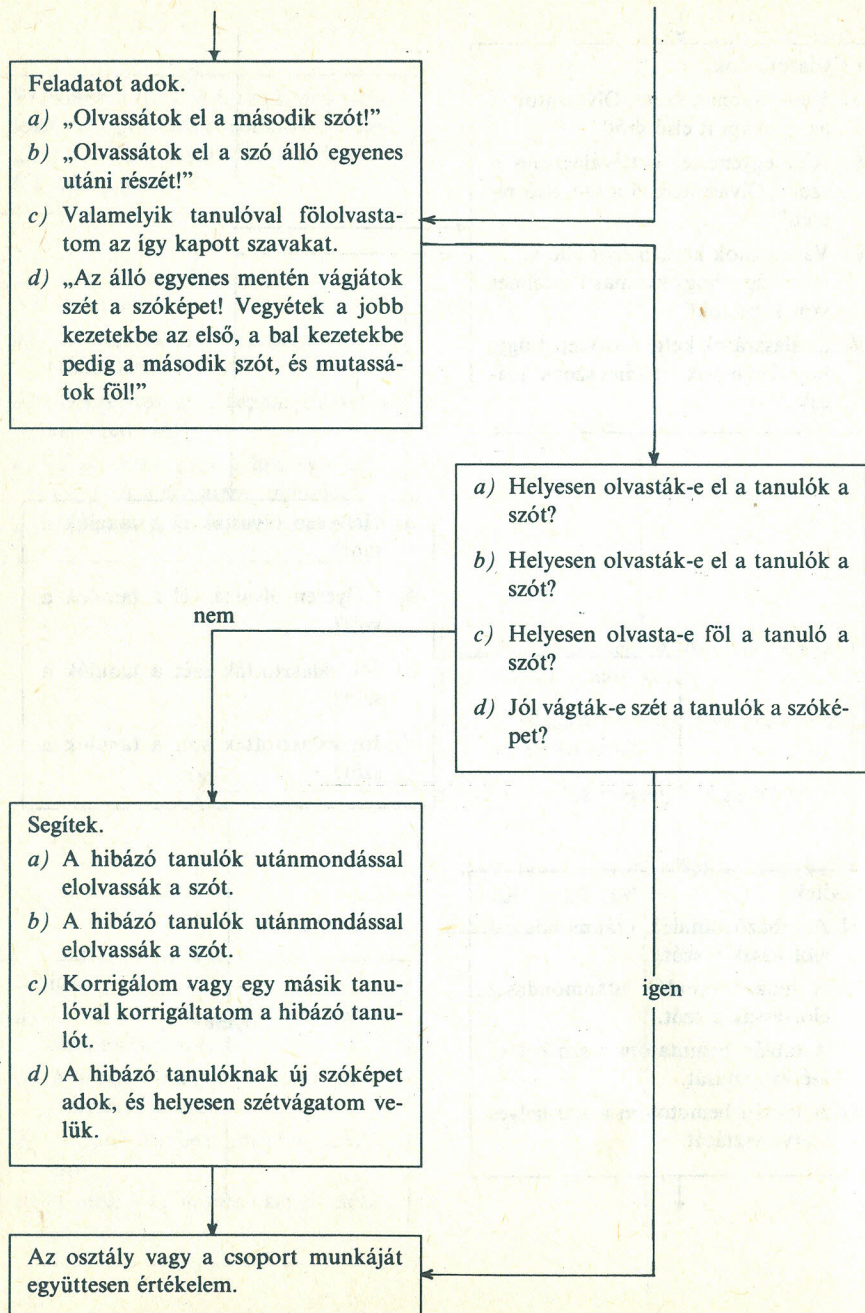 Feladatot adok.
a) „Olvassátok el a második szót!”
b) „Olvassátok el a szó álló egyenes
utáni részét!”
c) Valamelyik tanulóval fölolvasta-
tom az így kapott szavakat.
d) „Az álló egyenes mentén vágjátok
szét a szóképet! Vegyétek a jobb
kezetekbe az első, a bal kezetekbe
pedig a második szót, és mutassá-
tok föl!”
a) Helyesen olvasták-e el a tanulók a
szót?
b) Helyesen olvasták-e el a tanulók a
szót?
c) Helyesen olvasta-e föl a tanuló a
szót?
d) Jól vágták-e szét a tanulók a szóké-
pet?
nem
Segítek.
a) A hibázó tanulók utánmondással
elolvassák a szót.
b) A hibázó tanulók utánmondással
elolvassák a szót.
c) Korrigálom vagy egy másik tanu-
lóval korrigáltatom a hibázó tanu-
lót.
d) A hibázó tanulóknak új szóképet
adok, és helyesen szétvágatom ve-
lük.
igen
Az osztály vagy a csoport munkáját
együttesen értékelem.